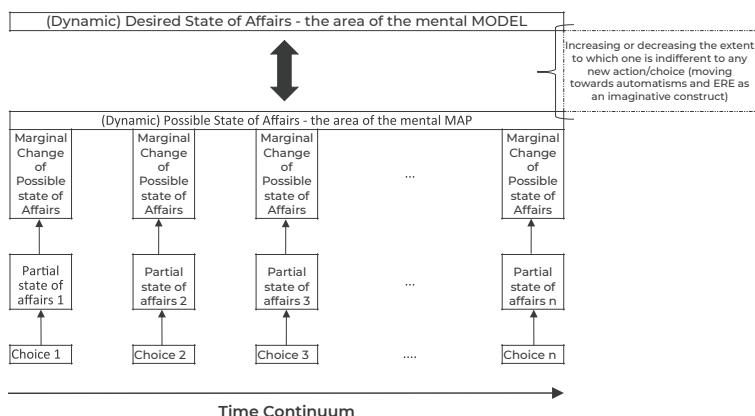 (Dynamic) Desired State of Affairs - the area of the mental MODEL
Increasing or decreasing the extent
to which one is indifferent to any
new action/choice (moving
towards automatisms and ERE as
an imaginative construct)
(Dynamic) Possible State of Affairs - the area of the mental MAP
Marginal
Change
of
Possible
state of
Affairs
Marginal
Change
of
Possible
state of
Affairs
Marginal
Change
of
Possible
state of
Affairs
...
Marginal
Change
of
Possible
state of
Affairs
Partial
state of
affairs 1
Partial
state of
affairs 2
Partial
state of
affairs 3
...
Partial
state of
affairs n
Choice 1
Choice 2
Choice 3
....
Choice n
Time Continuum